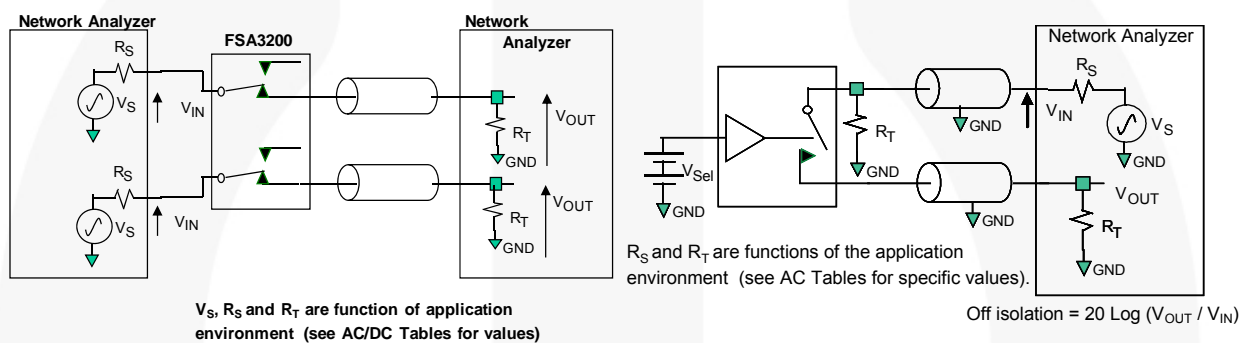 Network Analyzer
FSA3200
Network
Analyzer
RS
VS
VIN
RS
VS
VIN
VOUT
RT
GND
VOUT
RT
GND
VS, RS and RT are function of application
environment (see AC/DC Tables for values)
Network Analyzer
RS
VIN
VS
GND
RT
GND
GND
VSel
GND
VOUT
RT
GND
GND
RS and RT are functions of the application
environment (see AC Tables for specific values).
Off isolation = 20 Log (VOUT / VIN)